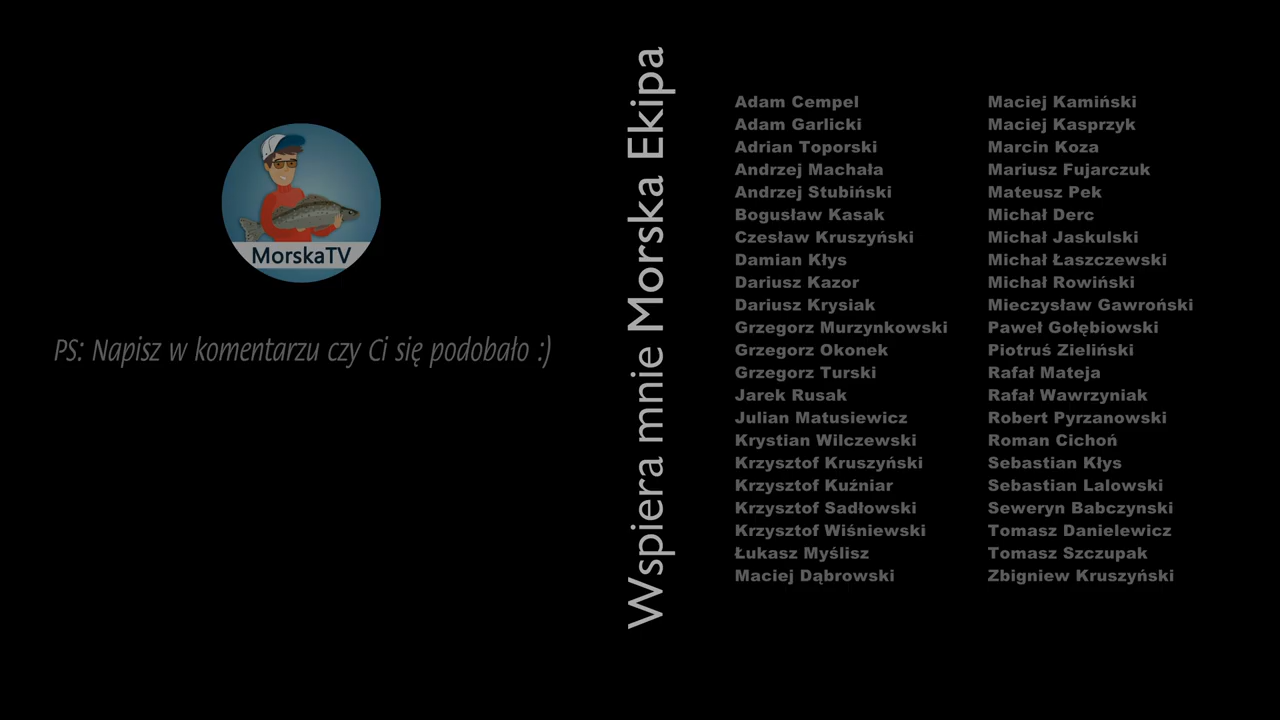 MorskaTV
PS: Napisz w komentarzu czy Ci się podobało :)
Wspiera mnie Morska Ekipa
Adam Cempel
Adam Garlicki
Adrian Toporski
Andrzej Machała
Andrzej Stubiński
Bogusław Kasak
Czesław Kruszyński
Damian Kłys
Dariusz Kazor
Dariusz Krysiak
Grzegorz Murzynkowski
Grzegorz Okonek
Grzegorz Turski
Jarek Rusak
Julian Matusiewicz
Krystian Wilczewski
Krzysztof Kruszyński
Krzysztof Kuźniar
Krzysztof Sadłowski
Krzysztof Wiśniewski
Łukasz Myślisz
Maciej Dąbrowski
Maciej Kamiński
Maciej Kasprzyk
Marcin Koza
Mariusz Fujarczuk
Mateusz Pek
Michał Derc
Michał Jaskulski
Michał Łaszczewski
Michał Rowiński
Mieczysław Gawroński
Paweł Gołębiowski
Piotruś Zieliński
Rafał Mateja
Rafał Wawrzyniak
Robert Pyrzanowski
Roman Cichoń
Sebastian Kłys
Sebastian Lalowski
Seweryn Babczynski
Tomasz Danielewicz
Tomasz Szczupak
Zbigniew Kruszyński